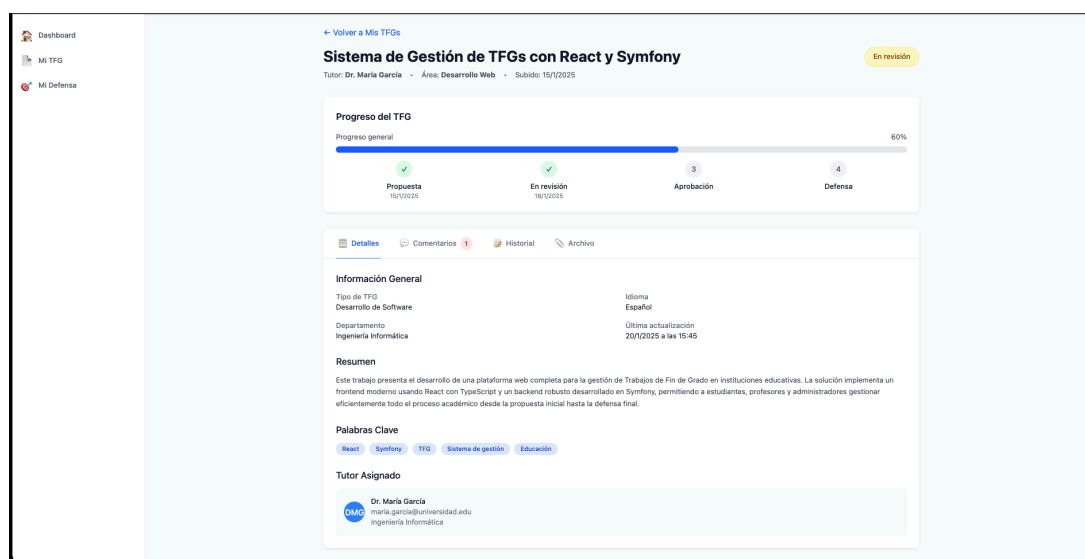 Dashboard
Mi TFG
Mi Defensa
← Volver a Mis TFGs
Sistema de Gestión de TFGs con React y Symfony
En revisión
Tutor: Dr. María García • Área: Desarrollo Web • Subido: 15/1/2025
Progreso del TFG
Progreso general 60%
✓ ✓ 3 4
Propuesta En revisión Aprobación Defensa
15/1/2025 18/1/2025
Detalles Comentarios 1 Historial Archivo
Información General
Tipo de TFG Idioma
Desarrollo de Software Español
Departamento Última actualización
Ingeniería Informática 20/1/2025 a las 15:45
Resumen
Este trabajo presenta el desarrollo de una plataforma web completa para la gestión de Trabajos de Fin de Grado en instituciones educativas. La solución implementa un
frontend moderno usando React con TypeScript y un backend robusto desarrollado en Symfony, permitiendo a estudiantes, profesores y administradores gestionar
eficientemente todo el proceso académico desde la propuesta inicial hasta la defensa final.
Palabras Clave
React Symfony TFG Sistema de gestión Educación
Tutor Asignado
DMG
Dr. María García
maria.garcia@universidad.edu
Ingeniería Informática